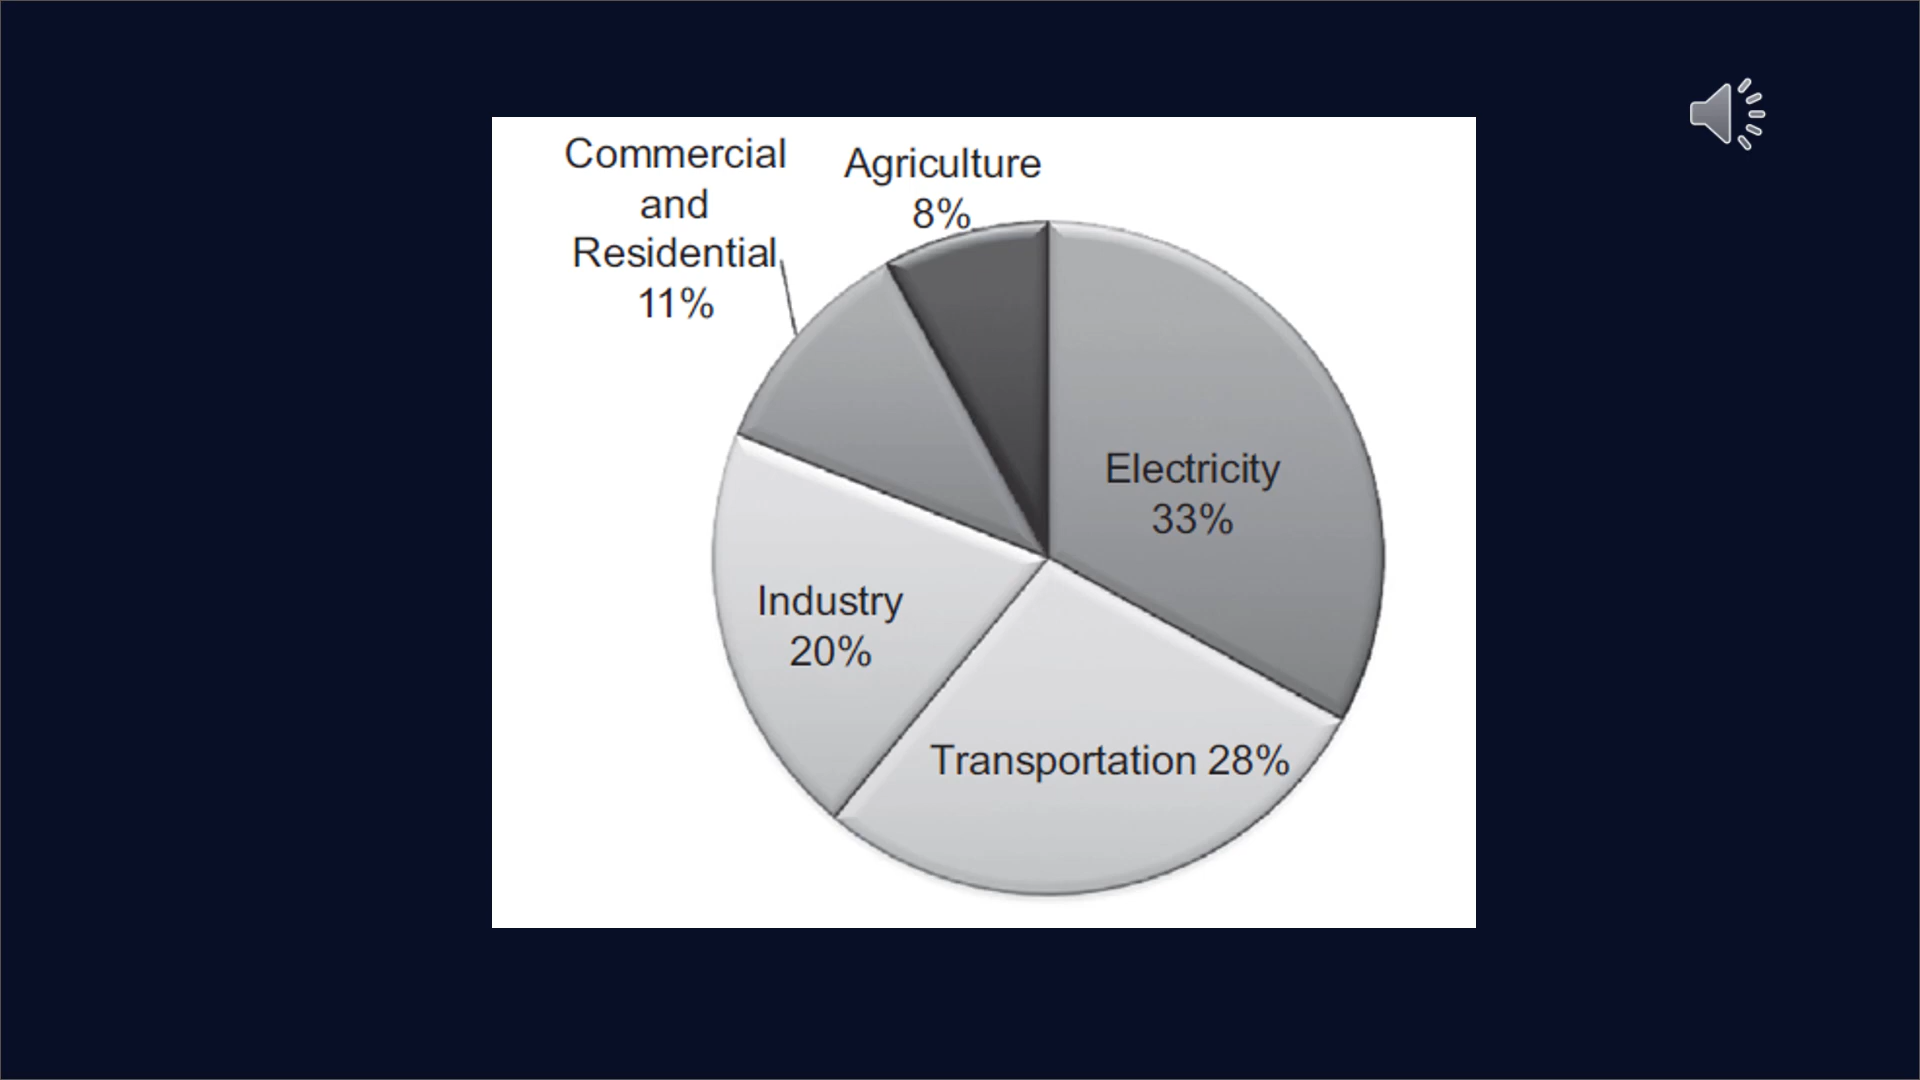 Commercial
and
Residential
11%
Agriculture
8%
Electricity
33%
Industry
20%
Transportation 28%